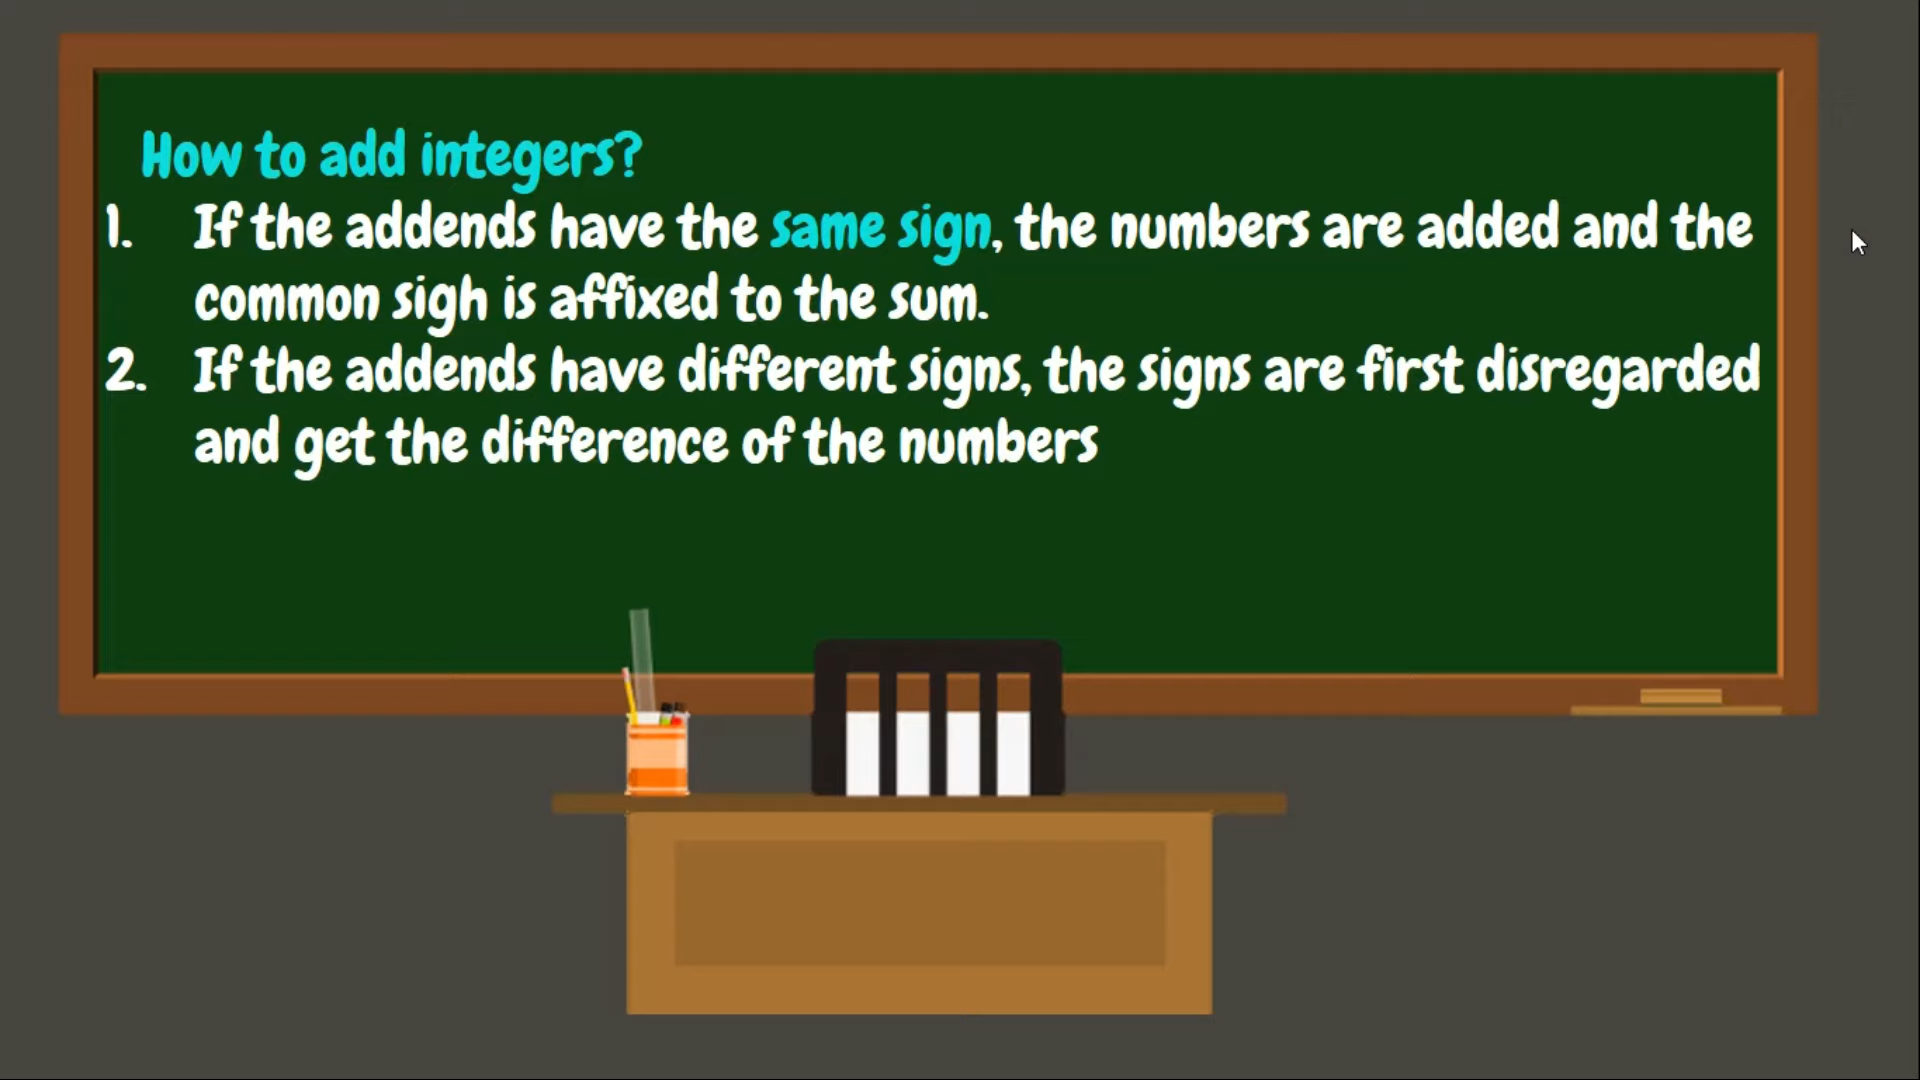 How to add integers?
1. If the addends have the same sign, the numbers are added and the
common sigh is affixed to the sum.
2. If the addends have different signs, the signs are first disregarded
and get the difference of the numbers